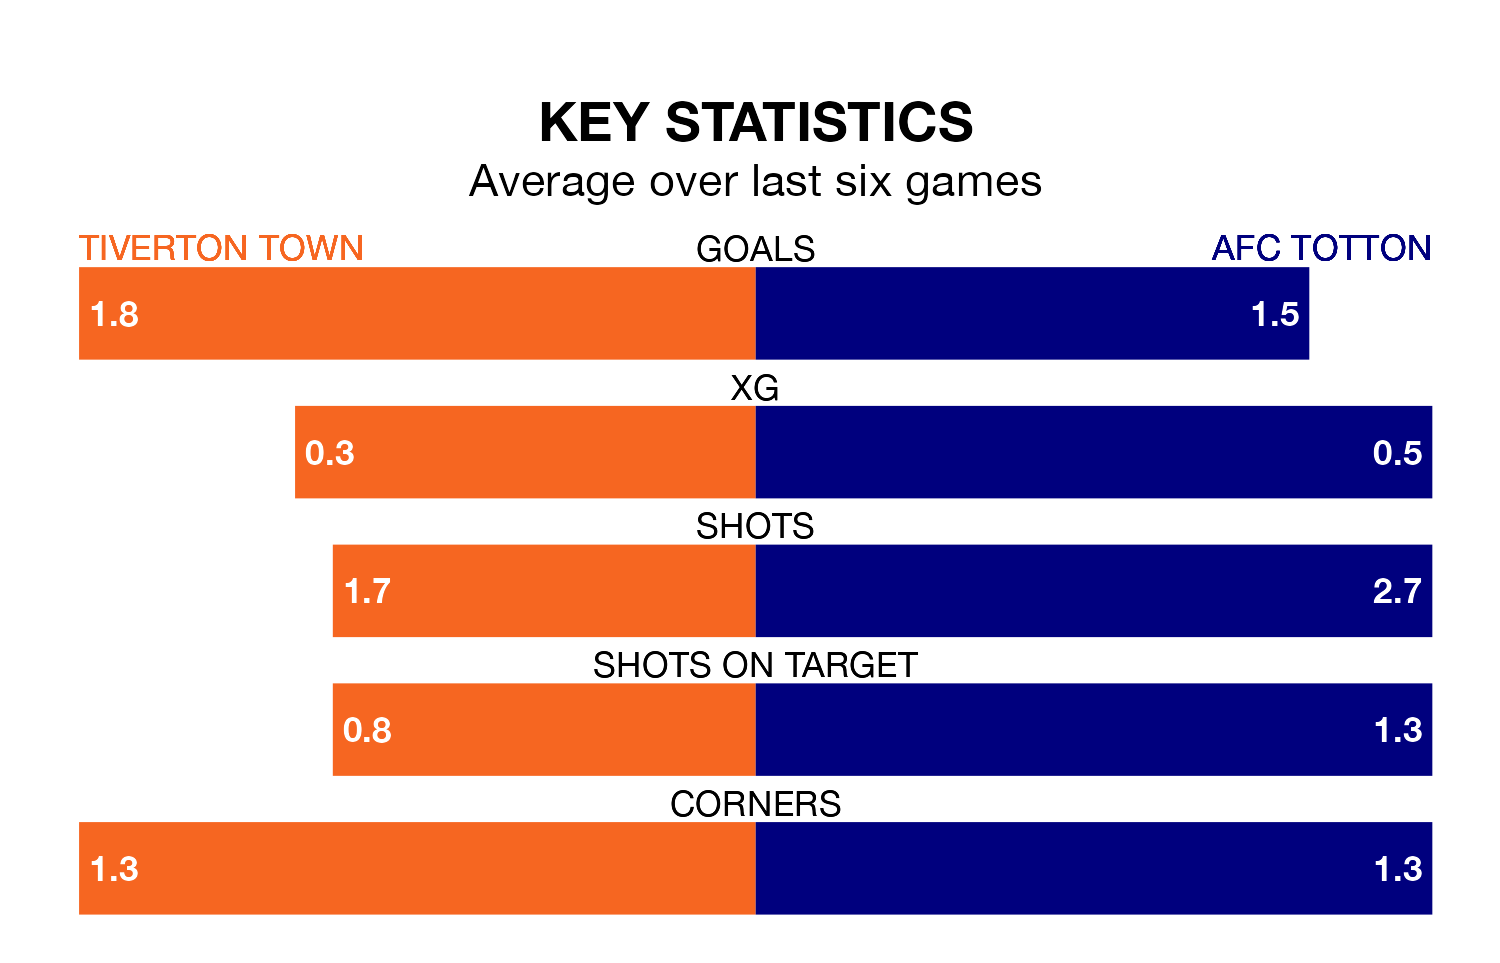 KEY STATISTICS
Average over last six games
TIVERTON TOWN GOALS AFC TOTTON
1.8 1.5
XG
0.3 0.5
SHOTS
1.7 2.7
SHOTS ON TARGET
0.8 1.3
CORNERS
1.3 1.3